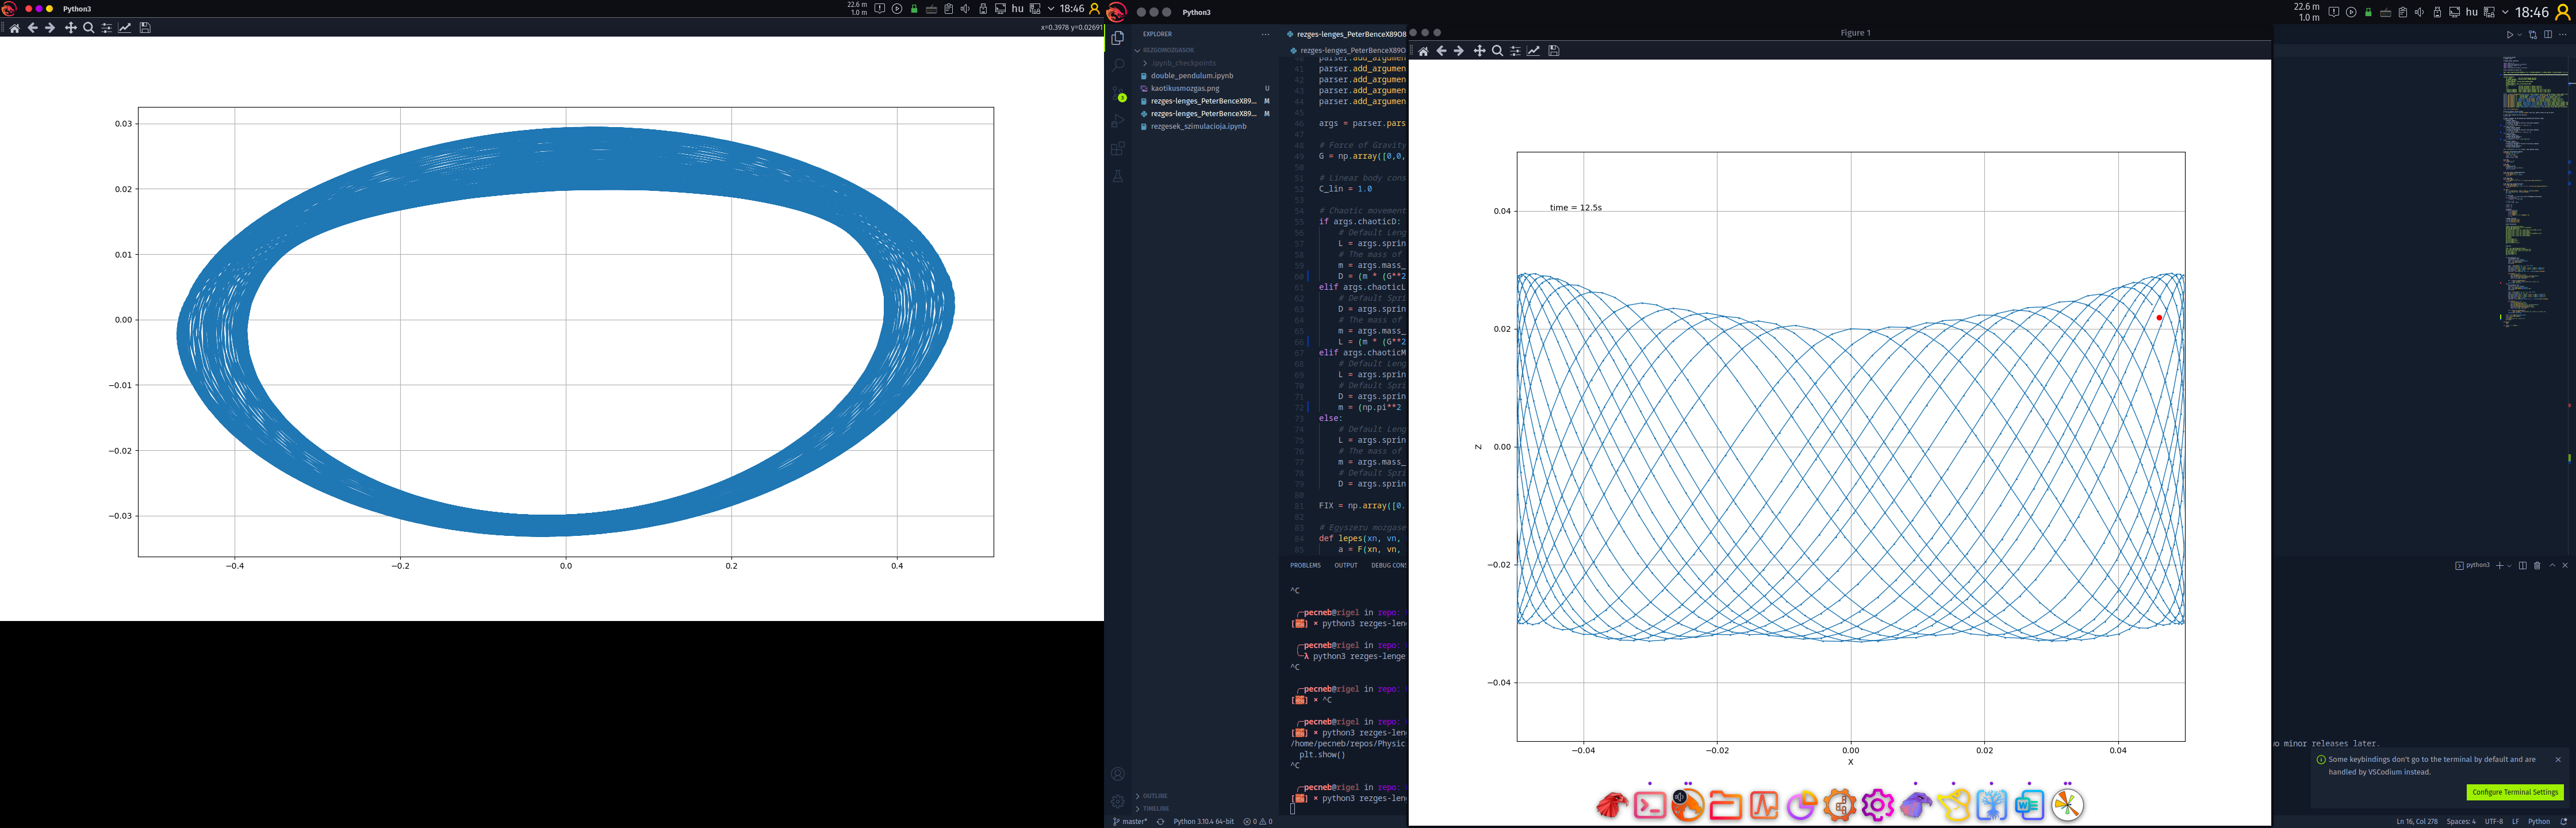 Python3
22.6 m
1.0 m
hu
18:46
x=0.3978 y=0.02691
0.03
0.02
0.01
0.00
−0.01
−0.02
−0.03
−0.4
−0.2
0.0
0.2
0.4
Python3
22.6 m
1.0 m
hu
18:46
EXPLORER
REZGOMOZGASOK
.ipynb_checkpoints
double_pendulum.ipynb
kaotikusmozgas.png U
rezges-lenges_PeterBenceX89... M
rezges-lenges_PeterBenceX89... M
rezgesek_szimulacioja.ipynb
3
OUTLINE
TIMELINE
rezges-lenges_PeterBenceX89O8
rezges-lenges_PeterBenceX89O
40 parser.add_argumen
41 parser.add_argumen
42 parser.add_argumen
43 parser.add_argumen
44 parser.add_argumen
45
46 args = parser.pars
47
48 # Force of Gravity
49 G = np.array([0,0,
50
51 # Linear body cons
52 C_lin = 1.0
53
54 # Chaotic movement
55 if args.chaoticD:
56 # Default Leng
57 L = args.sprin
58 # The mass of
59 m = args.mass_
60 D = (m * (G**2
61 elif args.chaoticL
62 # Default Spri
63 D = args.sprin
64 # The mass of
65 m = args.mass_
66 L = (m * (G**2
67 elif args.chaoticM
68 # Default Leng
69 L = args.sprin
70 # Default Spri
71 D = args.sprin
72 m = (np.pi**2
73 else:
74 # Default Leng
75 L = args.sprin
76 # The mass of
77 m = args.mass_
78 # Default Spri
79 D = args.sprin
80
81 FIX = np.array([0.
82
83 # Egyszeru mozgase
84 def lepes(xn, vn,
85 a = F(xn, vn,
PROBLEMS OUTPUT DEBUG CONS
^C
pecneb@rigel in repo:
× python3 rezges-leng
pecneb@rigel in repo:
λ python3 rezges-lenge
^C
pecneb@rigel in repo:
× ^C
pecneb@rigel in repo:
× python3 rezges-leng
/home/pecneb/repos/Physic
plt.show()
^C
pecneb@rigel in repo:
× python3 rezges-leng
Figure 1
time = 12.5s
0.04
0.02
0.00
−0.02
−0.04
Z
−0.04
−0.02
0.00
0.02
0.04
X
python3
o minor releases later.
Some keybindings don't go to the terminal by default and are
handled by VSCodium instead.
Configure Terminal Settings
master* Python 3.10.4 64-bit 0 0
Ln 16, Col 278 Spaces: 4 UTF-8 LF Python